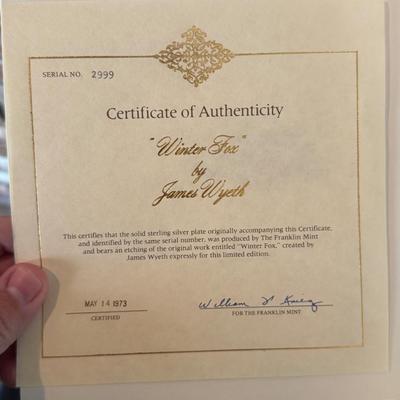 SERIAL NO. 2999
Certificate of Authenticity
"Winter Fox"
by
James Wyeth
This certifies that the solid sterling silver plate originally accompanying this Certificate,
and identified by the same serial number, was produced by The Franklin Mint
and bears an etching of the original work entitled "Winter Fox," created by
James Wyeth expressly for this limited edition.
MAY 14 1973
CERTIFIED
William
FOR THE FRANKLIN MINT